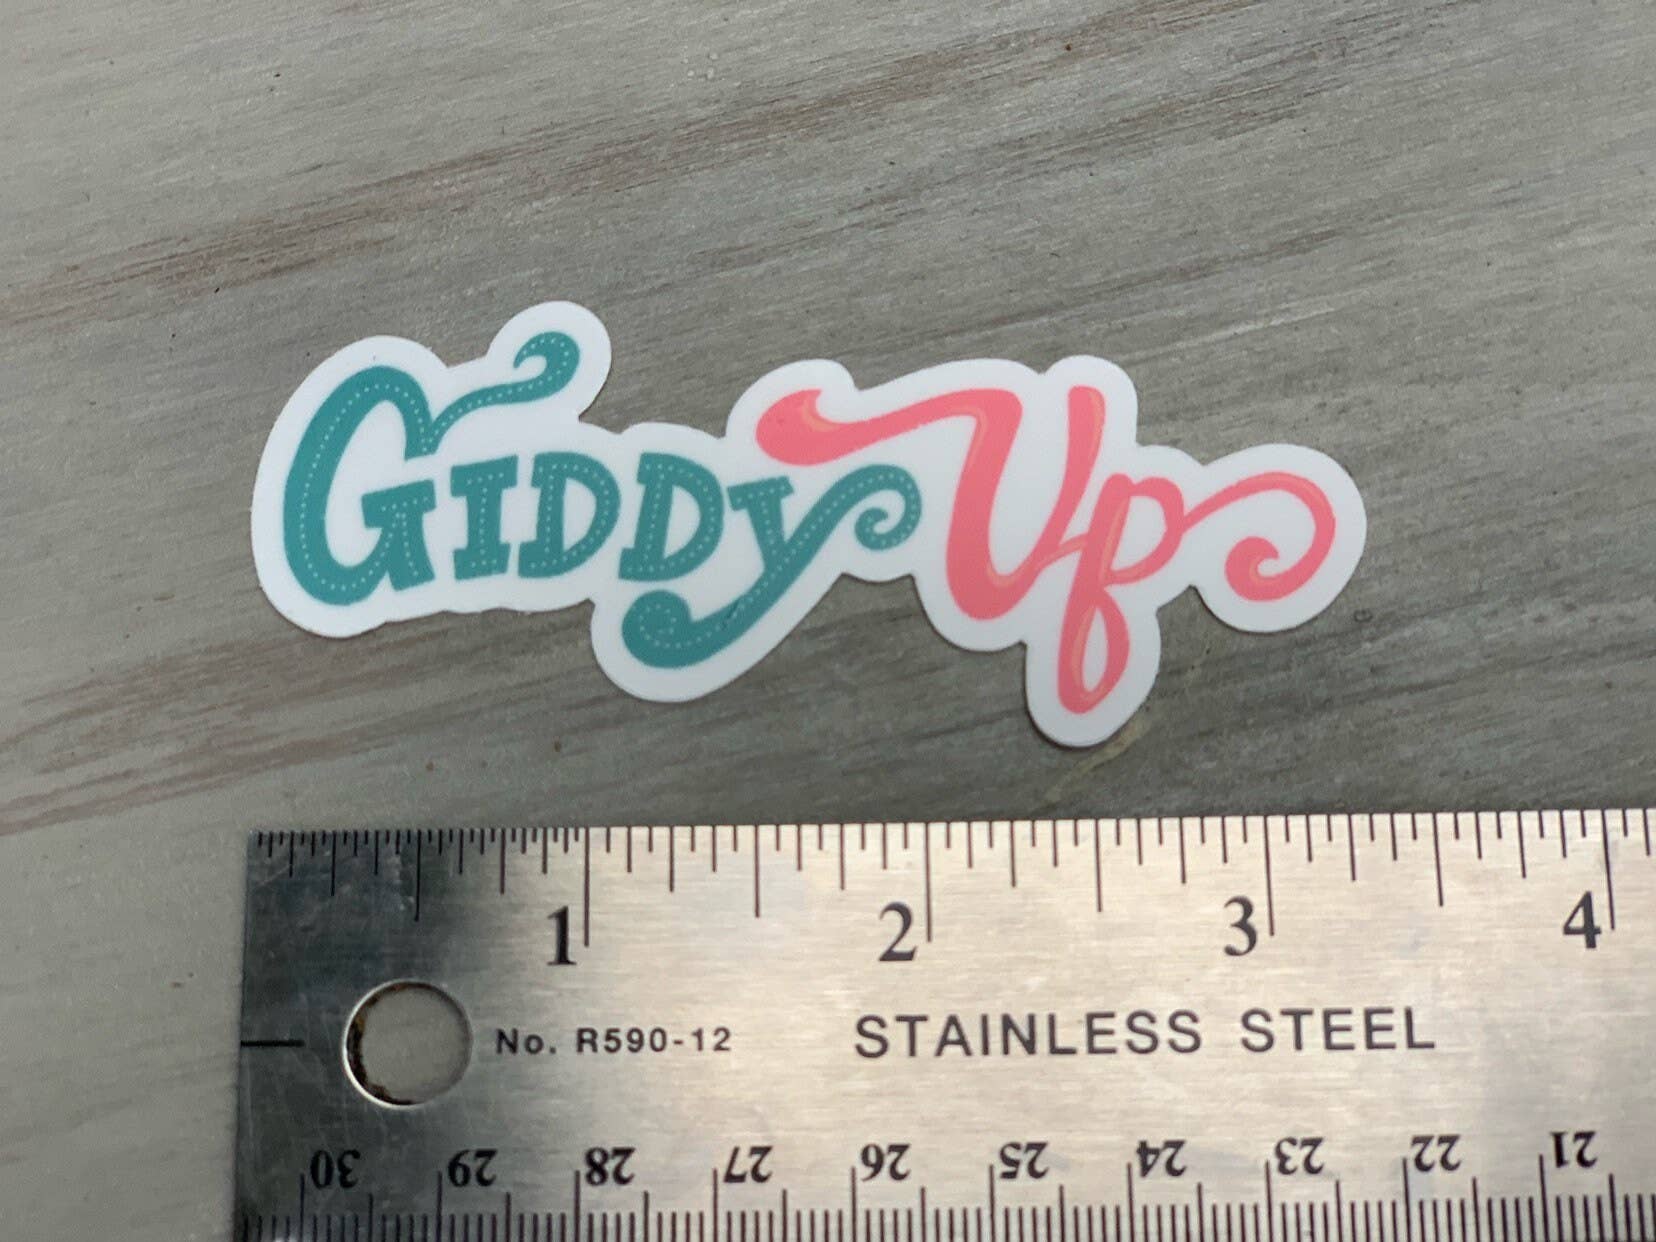 GIDDY Up
1 2 3 4
No. R590-12 STAINLESS STEEL
30 29 28 27 26 25 24 23 22 21